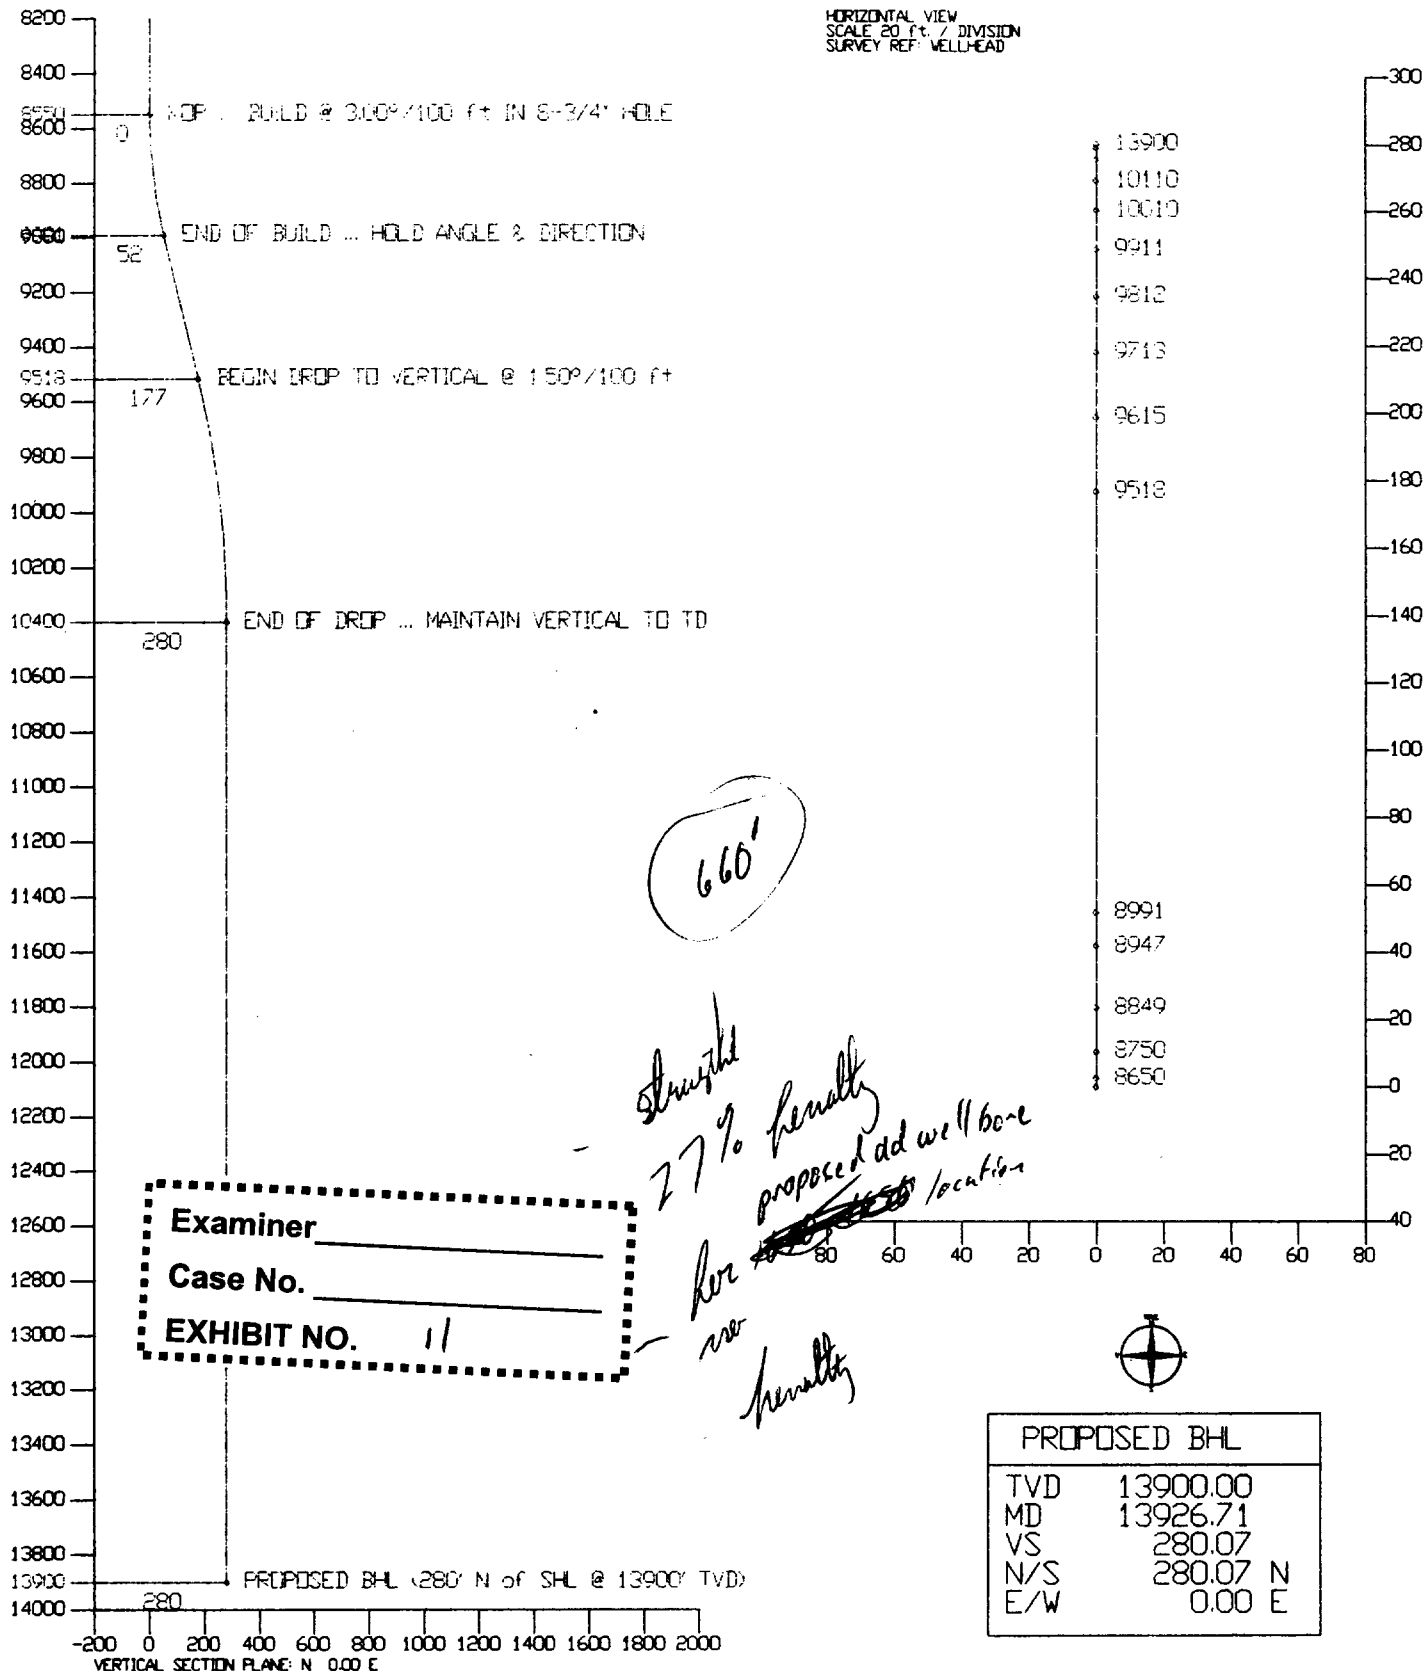 HORIZONTAL VIEW
SCALE 20 ft. / DIVISION
SURVEY REF: WELLHEAD
8200
8400
8550
8600
8800
9000
9200
9400
9518
9600
9800
10000
10200
10400
10600
10800
11000
11200
11400
11600
11800
12000
12200
12400
12600
12800
13000
13200
13400
13600
13800
13900
14000
KOP ... BUILD @ 3.00°/100 ft IN 8-3/4" HOLE
0
END OF BUILD ... HOLD ANGLE & DIRECTION
52
BEGIN DROP TO VERTICAL @ 1.50°/100 ft
177
END OF DROP ... MAINTAIN VERTICAL TO TD
280
PROPOSED BHL (280' N of SHL @ 13900' TVD)
280
-200 0 200 400 600 800 1000 1200 1400 1600 1800 2000
VERTICAL SECTION PLANE: N 0.00 E
300
280
260
240
220
200
180
160
140
120
100
80
60
40
20
0
20
40
13900
10110
10010
9911
9812
9713
9615
9518
8991
8947
8849
8750
8650
80 60 40 20 0 20 40 60 80
660'
straight
27% penalty
proposed dd well bore
location
penalty
Examiner
Case No.
EXHIBIT NO. 11
PROPOSED BHL
TVD 13900.00
MD 13926.71
VS 280.07
N/S 280.07 N
E/W 0.00 E